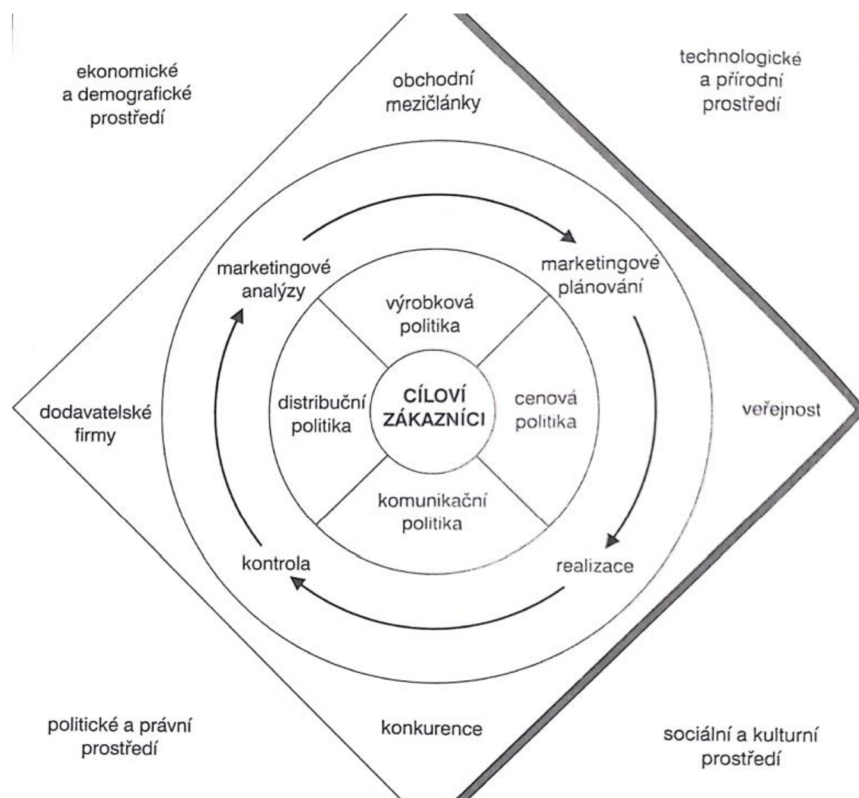 ekonomické
a demografické
prostředí
obchodní
mezičlánky
technologické
a přírodní
prostředí
marketingové
analýzy
marketingové
plánování
výrobková
politika
dodavatelské
firmy
distribuční
politika
CÍLOVÍ
ZÁKAZNÍCI
cenová
politika
veřejnost
komunikační
politika
kontrola
realizace
politické a právní
prostředí
konkurence
sociální a kulturní
prostředí